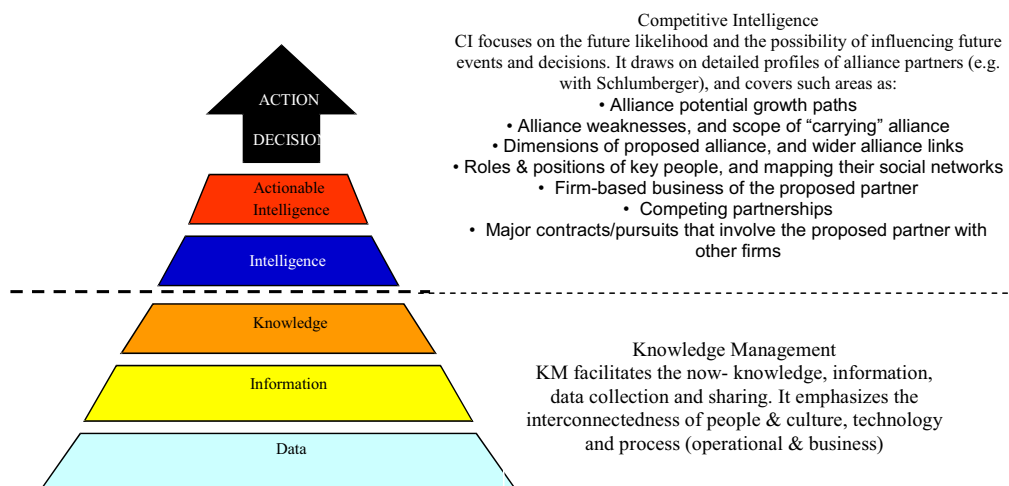 Competitive Intelligence
CI focuses on the future likelihood and the possibility of influencing future
events and decisions. It draws on detailed profiles of alliance partners (e.g.
with Schlumberger), and covers such areas as:
• Alliance potential growth paths
• Alliance weaknesses, and scope of “carrying” alliance
• Dimensions of proposed alliance, and wider alliance links
• Roles & positions of key people, and mapping their social networks
• Firm-based business of the proposed partner
• Competing partnerships
• Major contracts/pursuits that involve the proposed partner with
other firms
ACTION
DECISION
Actionable
Intelligence
Intelligence
Knowledge
Information
Data
Knowledge Management
KM facilitates the now- knowledge, information,
data collection and sharing. It emphasizes the
interconnectedness of people & culture, technology
and process (operational & business)